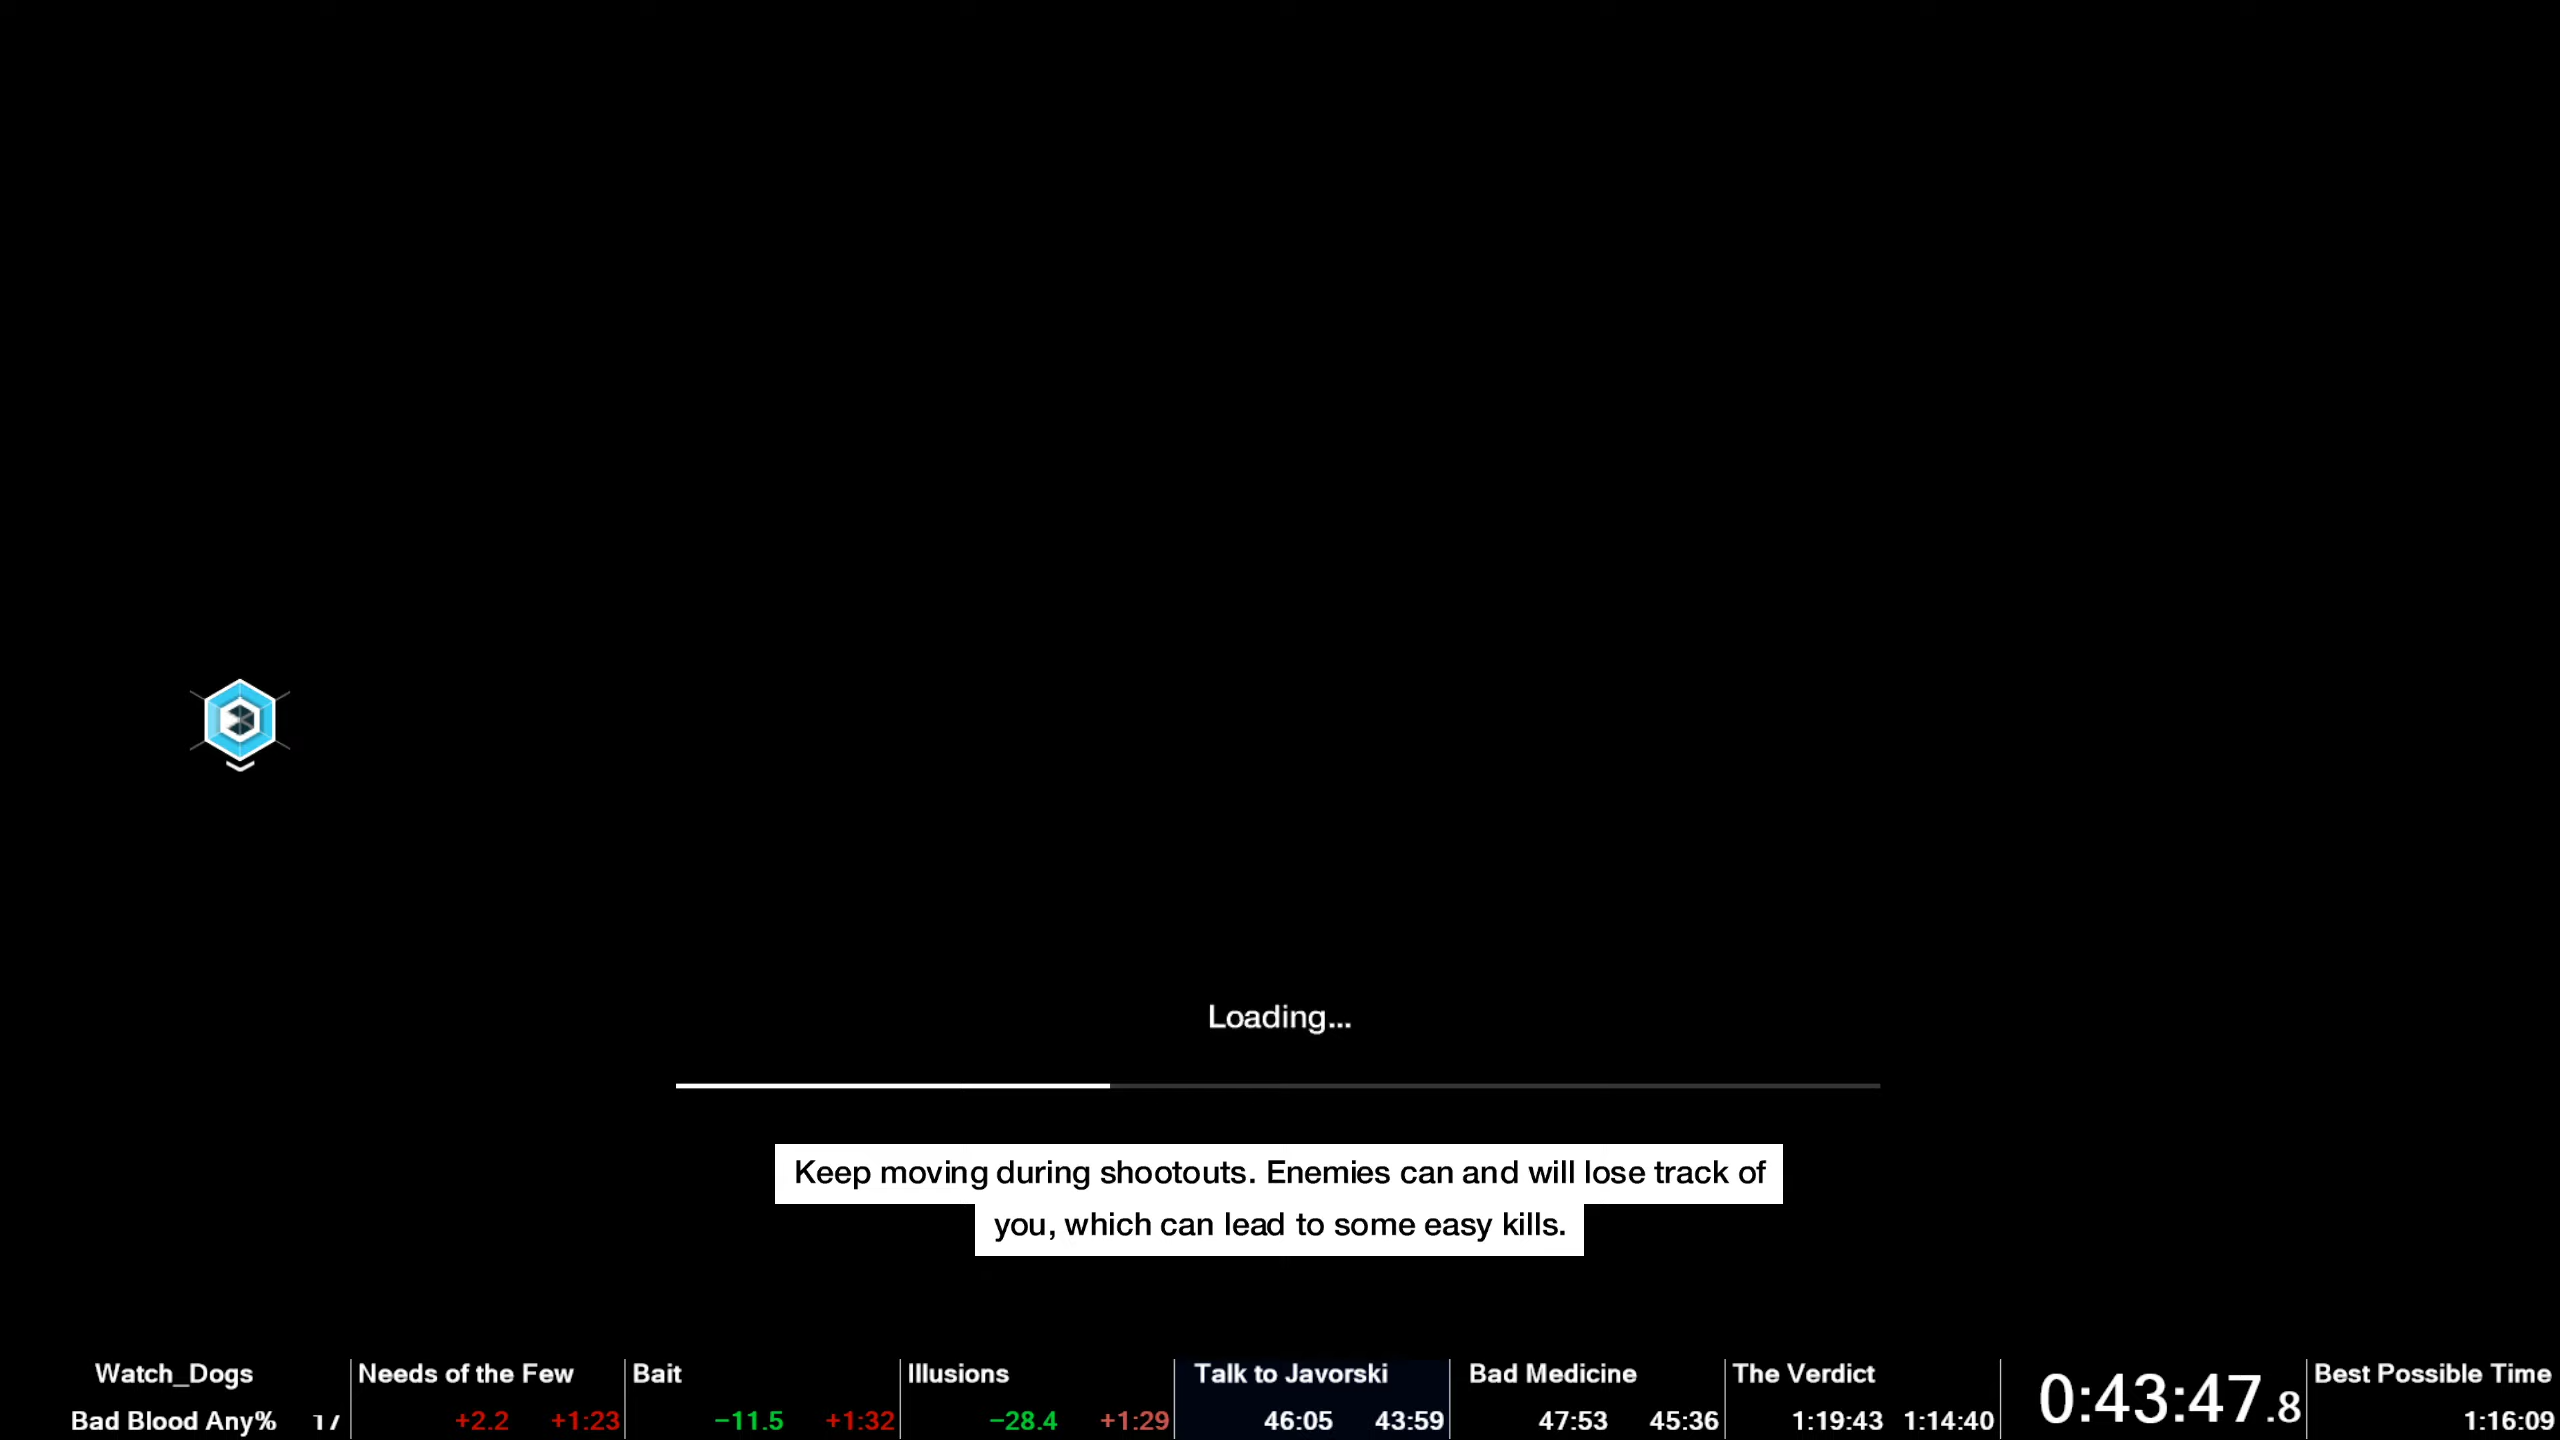 Loading...
Keep moving during shootouts. Enemies can and will lose track of
you, which can lead to some easy kills.
Watch_Dogs
Bad Blood Any% 17
Needs of the Few
+2.2 +1:23
Bait
−11.5 +1:32
Illusions
−28.4 +1:29
Talk to Javorski
46:05 43:59
Bad Medicine
47:53 45:36
The Verdict
1:19:43 1:14:40
0:43:47.8
Best Possible Time
1:16:09